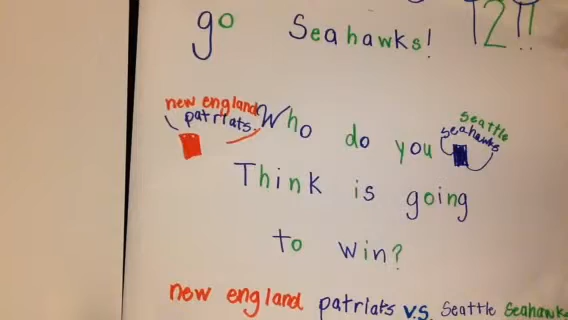 go Seahawks! 12!!
new england
patriats.
seattle
seahawks
Who do you
Think is going
to win?
new england patriats v.s. Seattle Seahawk